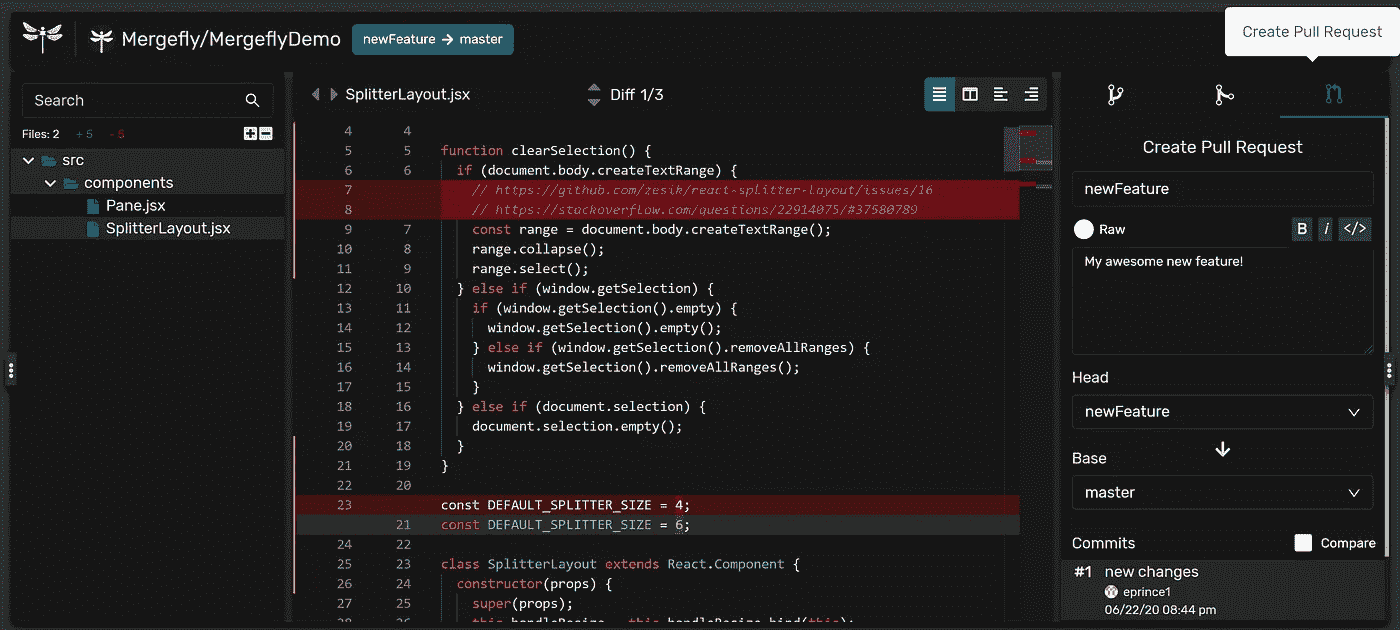 Mergefly/MergeflyDemo newFeature → master
Create Pull Request
Search
Files: 2 +5 -5
src
components
Pane.jsx
SplitterLayout.jsx
SplitterLayout.jsx Diff 1/3
4 4
5 5 function clearSelection() {
6 6 if (document.body.createTextRange) {
7 // https://github.com/zesik/react-splitter-layout/issues/16
8 // https://stackoverflow.com/questions/22914075/#37580789
9 7 const range = document.body.createTextRange();
10 8 range.collapse();
11 9 range.select();
12 10 } else if (window.getSelection) {
13 11 if (window.getSelection().empty) {
14 12 window.getSelection().empty();
15 13 } else if (window.getSelection().removeAllRanges) {
16 14 window.getSelection().removeAllRanges();
17 15 }
18 16 } else if (document.selection) {
19 17 document.selection.empty();
20 18 }
21 19 }
22 20
23 const DEFAULT_SPLITTER_SIZE = 4;
21 const DEFAULT_SPLITTER_SIZE = 6;
24 22
25 23 class SplitterLayout extends React.Component {
26 24 constructor(props) {
27 25 super(props);
28 26 this.handleResize = this.handleResize.bind(this);
Create Pull Request
newFeature
Raw B i </>
My awesome new feature!
Head
newFeature
Base
master
Commits Compare
#1 new changes
eprince1
06/22/20 08:44 pm